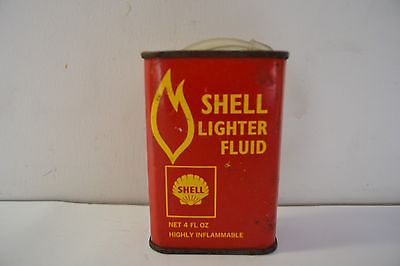 SHELL
LIGHTER
FLUID
SHELL
NET 4 FL OZ
HIGHLY INFLAMMABLE